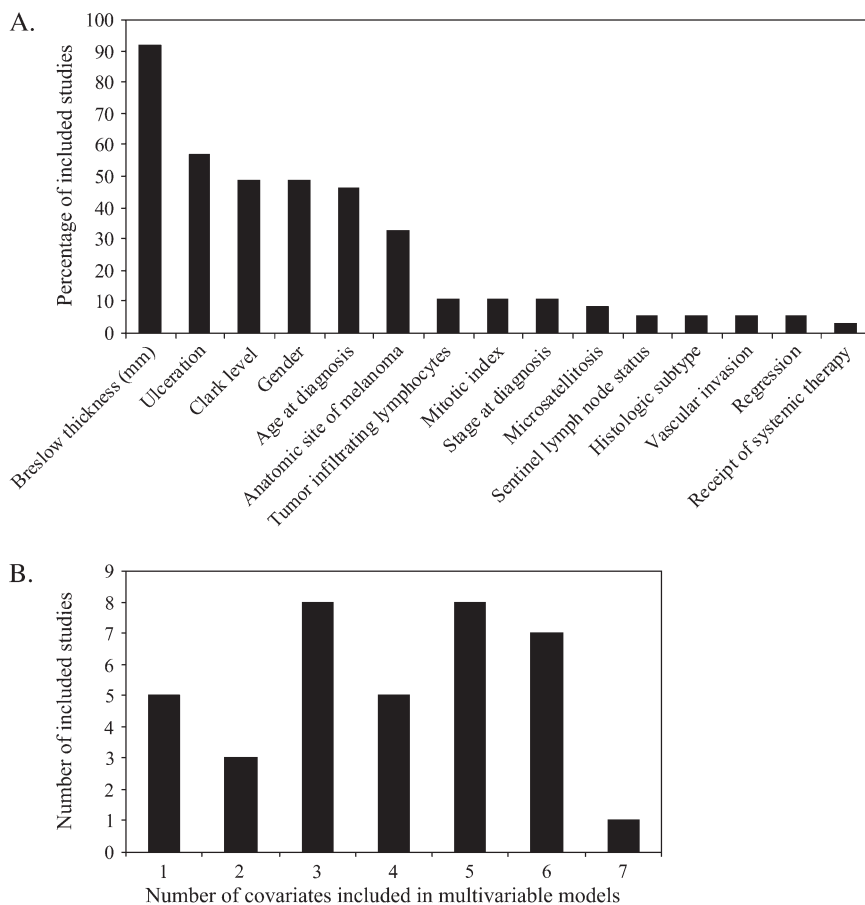 A.
Percentage of included studies
100
90
80
70
60
50
40
30
20
10
0
Breslow thickness (mm)
Ulceration
Clark level
Gender
Age at diagnosis
Anatomic site of melanoma
Tumor infiltrating lymphocytes
Mitotic index
Stage at diagnosis
Microsatellitosis
Sentinel lymph node status
Histologic subtype
Vascular invasion
Regression
Receipt of systemic therapy
B.
Number of included studies
9
8
7
6
5
4
3
2
1
0
1 2 3 4 5 6 7
Number of covariates included in multivariable models